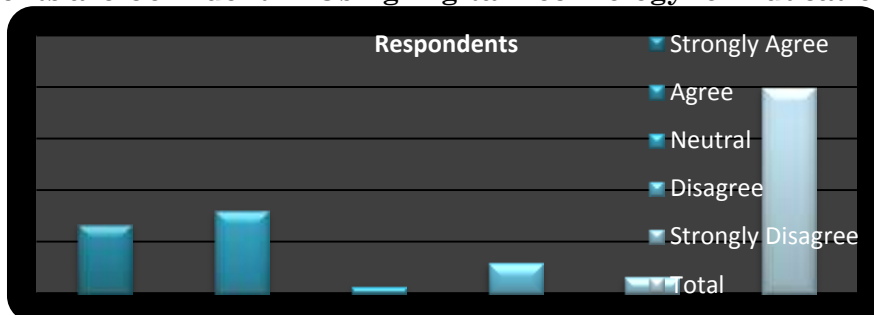 Respondents
Strongly Agree
Agree
Neutral
Disagree
Strongly Disagree
Total